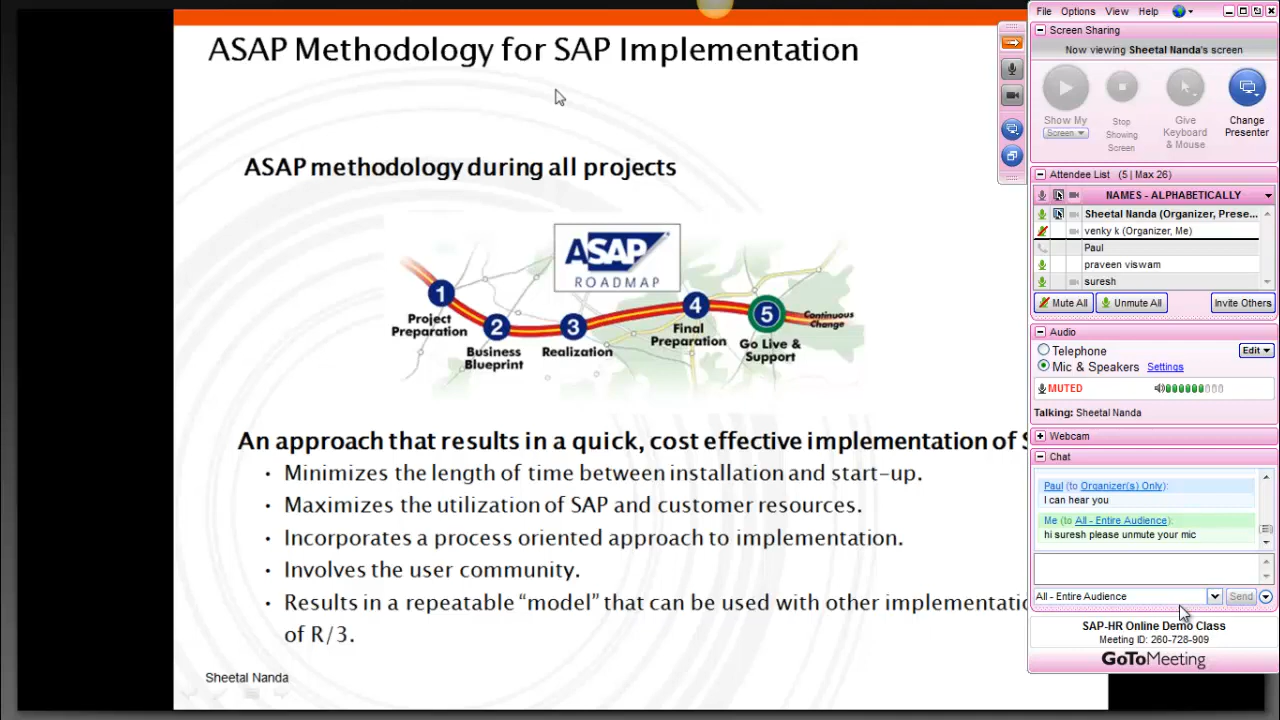 ASAP Methodology for SAP Implementation
ASAP methodology during all projects
ASAP
ROADMAP
1
Project
Preparation
2
Business
Blueprint
3
Realization
4
Final
Preparation
5
Go Live &
Support
Continuous
Change
An approach that results in a quick, cost effective implementation of S
• Minimizes the length of time between installation and start-up.
• Maximizes the utilization of SAP and customer resources.
• Incorporates a process oriented approach to implementation.
• Involves the user community.
• Results in a repeatable “model” that can be used with other implementatio
of R/3.
Sheetal Nanda
File Options View Help
Screen Sharing
Now viewing Sheetal Nanda's screen
Show My
Screen
Stop
Showing
Screen
Give
Keyboard
& Mouse
Change
Presenter
Attendee List (5 | Max 26)
NAMES - ALPHABETICALLY
Sheetal Nanda (Organizer, Prese...
venky k (Organizer, Me)
Paul
praveen viswam
suresh
Mute All Unmute All Invite Others
Audio
Telephone Edit
Mic & Speakers Settings
MUTED
Talking: Sheetal Nanda
Webcam
Chat
Paul (to Organizer(s) Only):
I can hear you
Me (to All - Entire Audience):
hi suresh please unmute your mic
All - Entire Audience Send
SAP-HR Online Demo Class
Meeting ID: 260-728-909
GoToMeeting